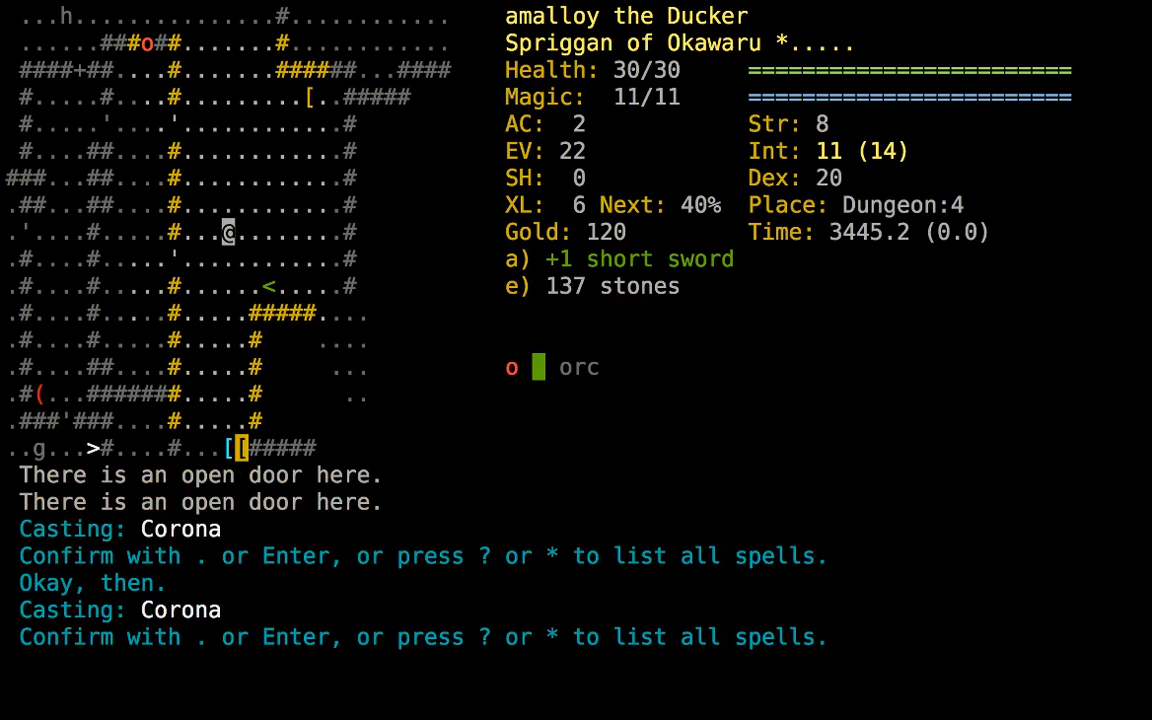 ...h...............#............
......###o##.......#............    amalloy the Ducker
####+##....#.......######...####    Spriggan of Okawaru *.....
#.....#....#.........[..#####
Health: 30/30 ========================
Magic: 11/11 ========================
#.....'....'............#    AC: 2    Str: 8
#....##....#............#    EV: 22    Int: 11 (14)
###...##....#............#    SH: 0    Dex: 20
.##...##....#............#    XL: 6 Next: 40% Place: Dungeon:4
.'....#.....#...@........#    Gold: 120    Time: 3445.2 (0.0)
.#....#.....'............#    a) +1 short sword
.#....#.....#......<.....#    e) 137 stones
.#....#.....#.....#####....
.#....#.....#.....#    ....
.#....##....#.....#    ...    o orc
.#(...#######.....#    ..
.###'###....#.....#
..g...>#....#...[[#####
There is an open door here.
There is an open door here.
Casting: Corona
Confirm with . or Enter, or press ? or * to list all spells.
Okay, then.
Casting: Corona
Confirm with . or Enter, or press ? or * to list all spells.